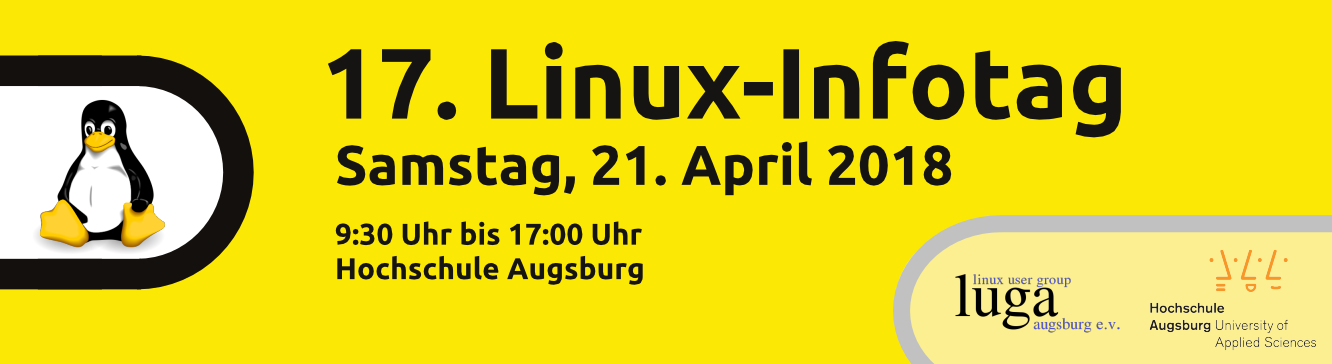 17. Linux-Infotag
Samstag, 21. April 2018
9:30 Uhr bis 17:00 Uhr
Hochschule Augsburg
linux user group
luga
augsburg e.v.
Hochschule
Augsburg University of
Applied Sciences